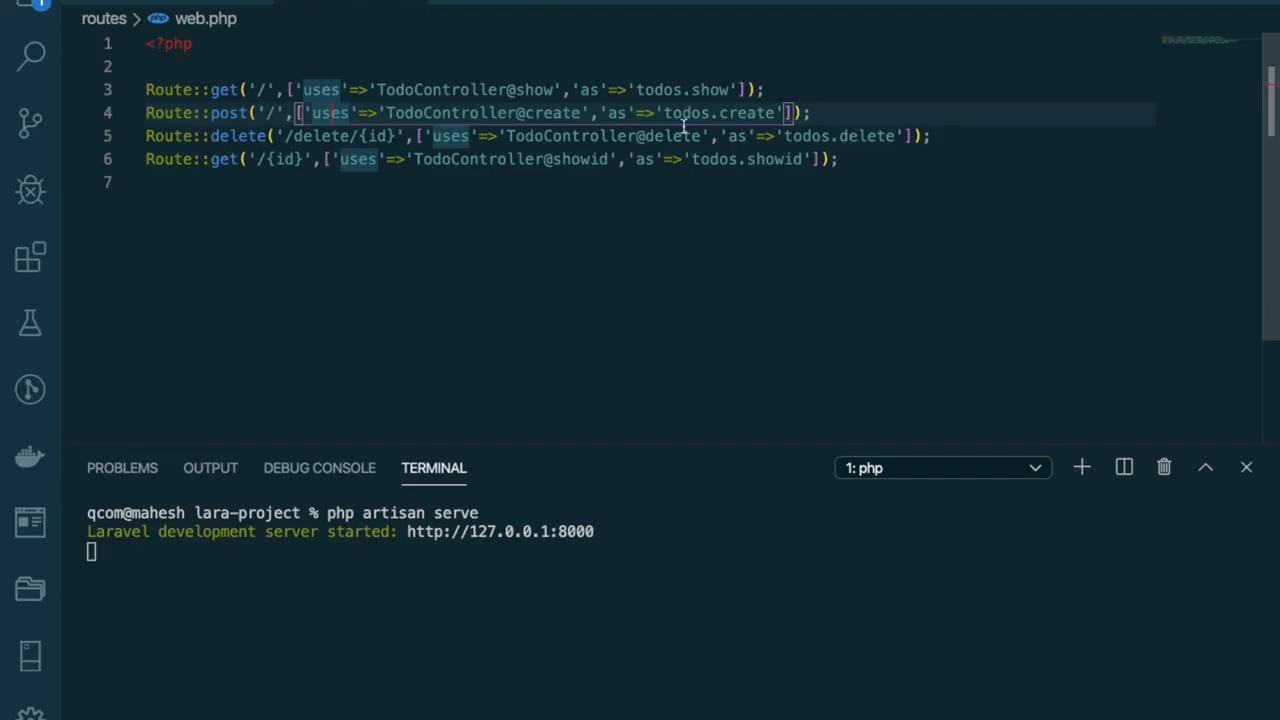 1
routes > php web.php
1 <?php
2
3 Route::get('/',['uses'=>'TodoController@show','as'=>'todos.show']);
4 Route::post('/',['uses'=>'TodoController@create','as'=>'todos.create']);
5 Route::delete('/delete/{id}',['uses'=>'TodoController@delete','as'=>'todos.delete']);
6 Route::get('/{id}',['uses'=>'TodoController@showid','as'=>'todos.showid']);
7
PROBLEMS OUTPUT DEBUG CONSOLE TERMINAL 1: php
qcom@mahesh lara-project % php artisan serve
Laravel development server started: http://127.0.0.1:8000